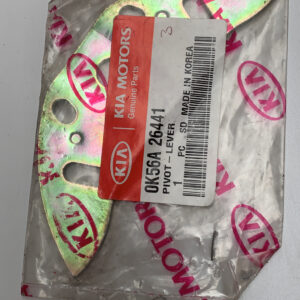 KIA MOTORS
Genuine Parts
KIA
3
0K56A 26441
PIVOT-LEVER
1 PC SD MADE IN KOREA
KIA
KIA
KIA
KIA
MOTORS